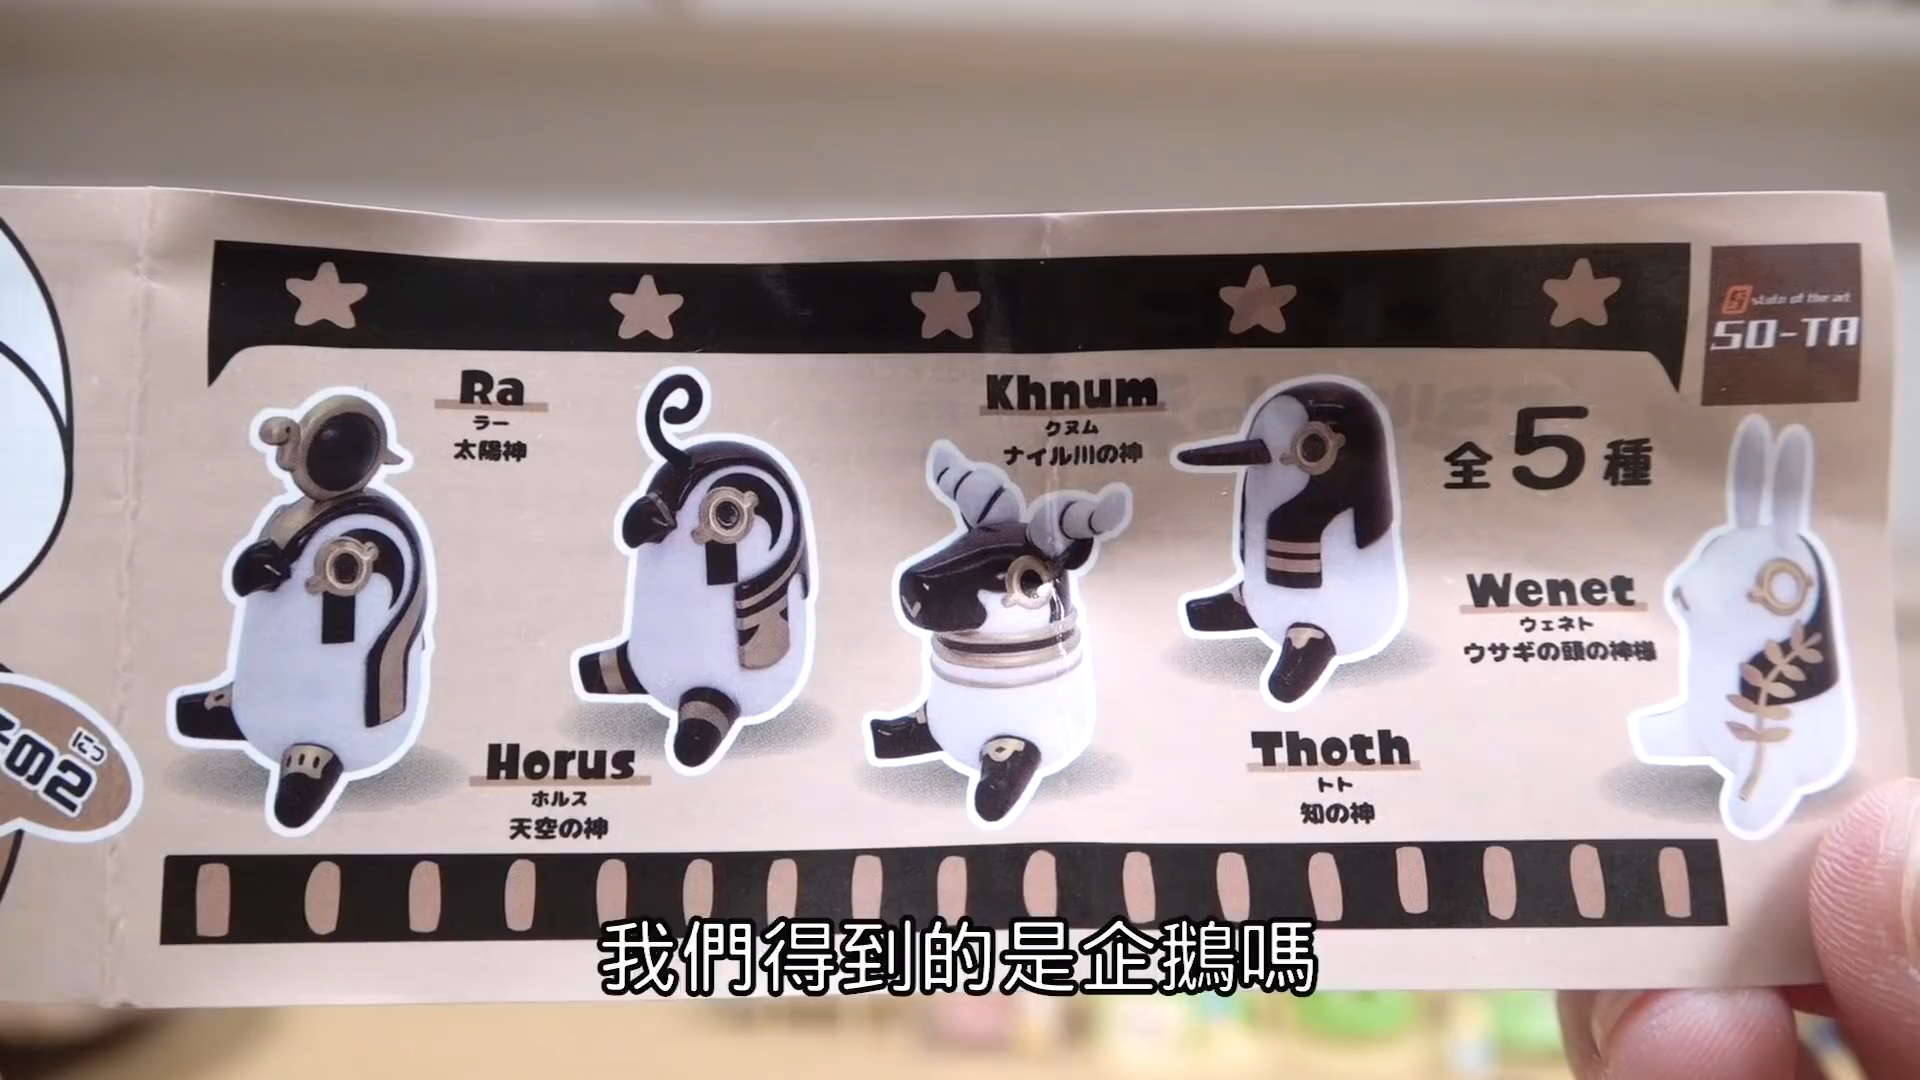 state of the art
SO-TA
Ra
ラー
太陽神
Khnum
クヌム
ナイル川の神
全5種
Wenet
ウェネト
ウサギの頭の神様
Horus
ホルス
天空の神
Thoth
トト
知の神
にっ
の2
我們得到的是企鵝嗎